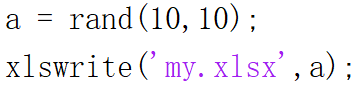 a = rand(10,10);
xlswrite('my.xlsx',a);